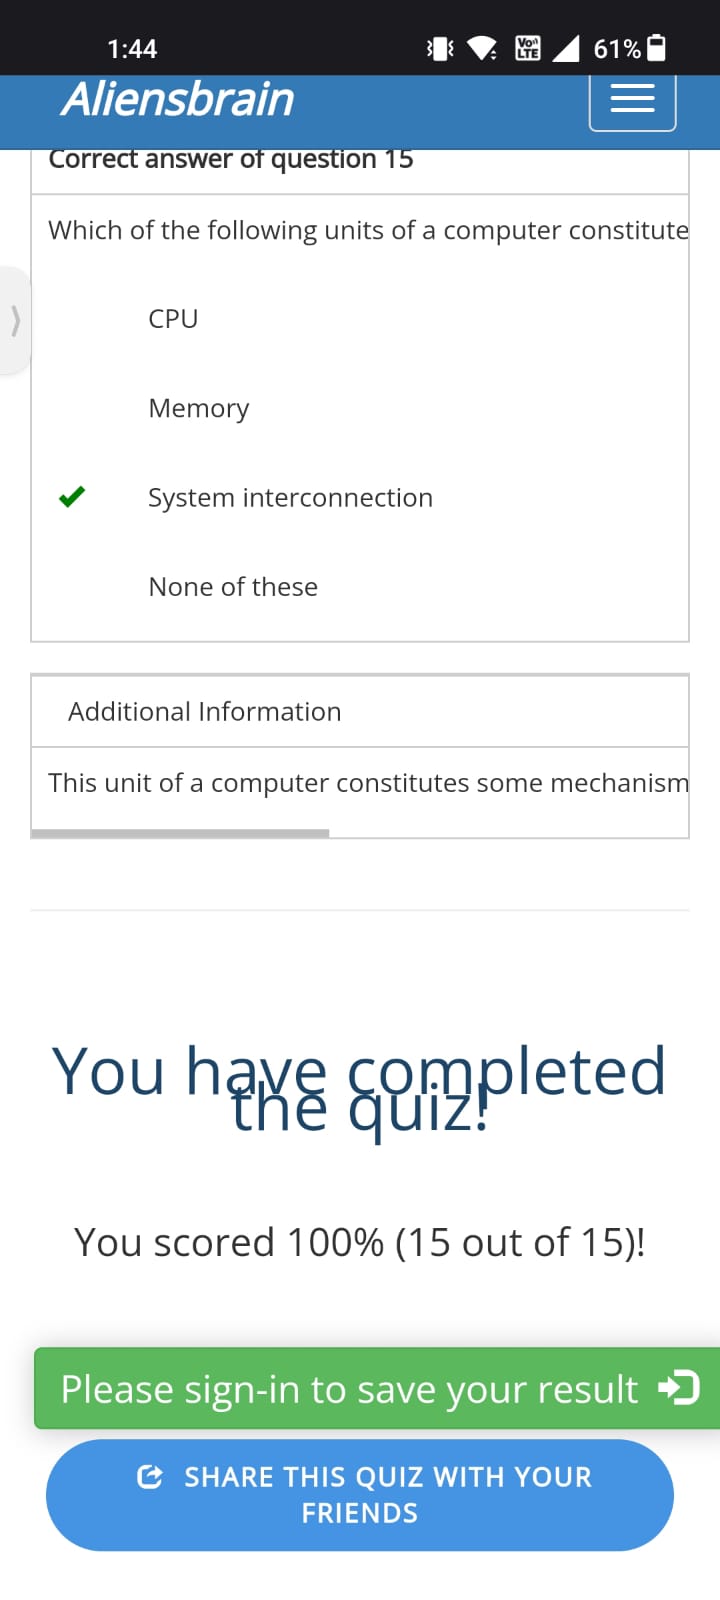 1:44
Vo))
LTE
61%
Aliensbrain
Correct answer of question 15
Which of the following units of a computer constitute
CPU
Memory
System interconnection
None of these
Additional Information
This unit of a computer constitutes some mechanism
You have completed
the quiz!
You scored 100% (15 out of 15)!
Please sign-in to save your result
SHARE THIS QUIZ WITH YOUR
FRIENDS